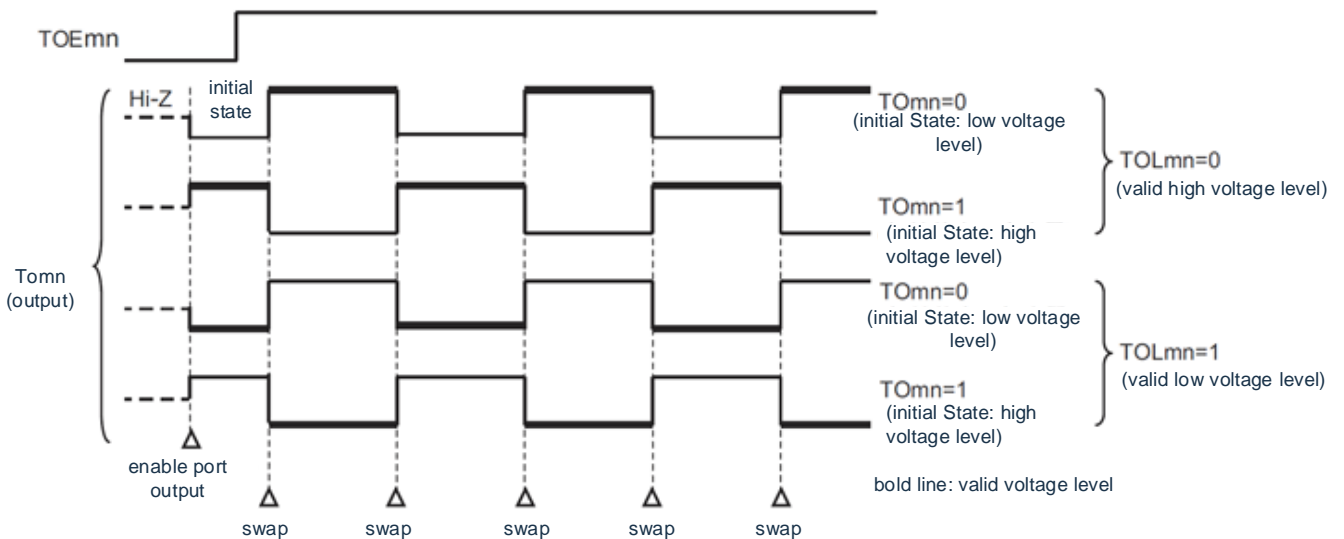 TOEmn
Hi-Z
initial
state
TOmn=0
(initial State: low voltage
level)
TOLmn=0
(valid high voltage level)
TOmn=1
(initial State: high
voltage level)
Tomn
(output)
TOmn=0
(initial State: low voltage
level)
TOLmn=1
(valid low voltage level)
TOmn=1
(initial State: high
voltage level)
enable port
output
bold line: valid voltage level
swap
swap
swap
swap
swap